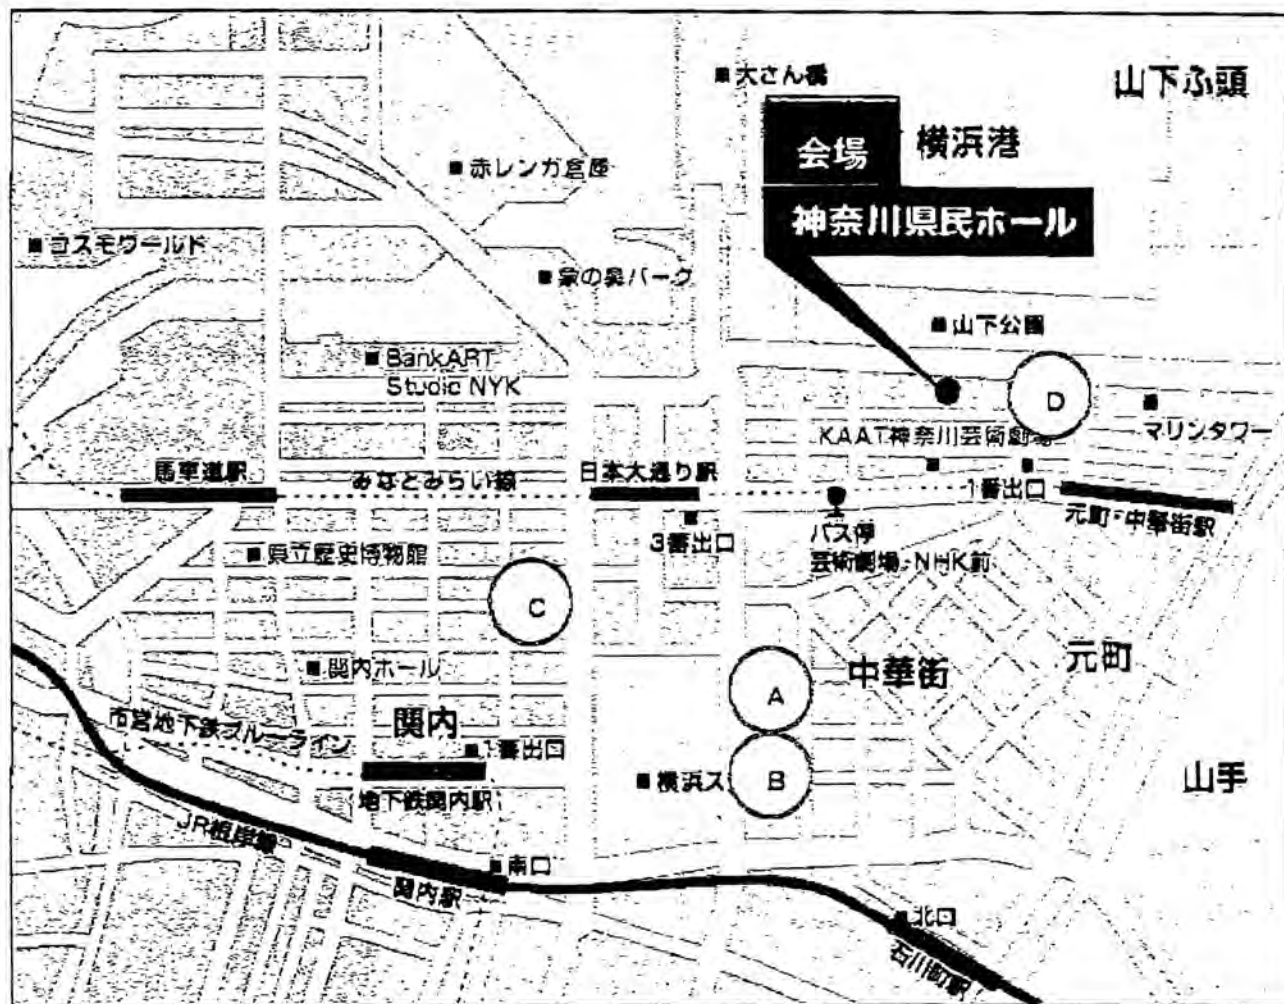 大さん橋
山下ふ頭
会場
横浜港
神奈川県民ホール
赤レンガ倉庫
コスモワールド
象の鼻パーク
山下公園
BankART
Studio NYK
D
マリンタワー
KAAT神奈川芸術劇場
馬車道駅
みなとみらい線
日本大通り駅
1番出口
元町・中華街駅
3番出口
バス停
芸術劇場・NHK前
県立歴史博物館
C
関内ホール
中華街
元町
A
市営地下鉄ブルーライン
関内
1番出口
地下鉄関内駅
横浜ス
B
山手
JR根岸線
南口
関内駅
北口
石川町駅